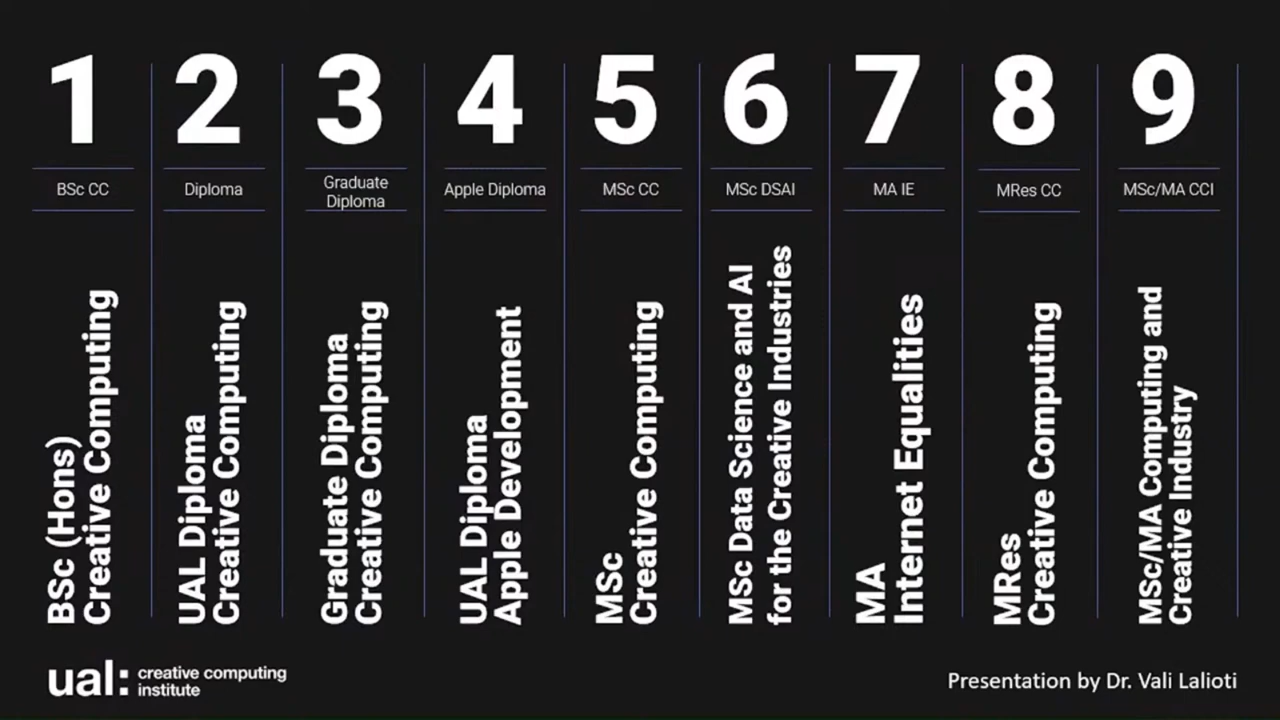 1
BSc CC
BSc (Hons)
Creative Computing
2
Diploma
UAL Diploma
Creative Computing
3
Graduate
Diploma
Graduate Diploma
Creative Computing
4
Apple Diploma
UAL Diploma
Apple Development
5
MSc CC
MSc
Creative Computing
6
MSc DSAI
MSc Data Science and AI
for the Creative Industries
7
MA IE
MA
Internet Equalities
8
MRes CC
MRes
Creative Computing
9
MSc/MA CCI
MSc/MA Computing and
Creative Industry
ual: creative computing
institute
Presentation by Dr. Vali Lalioti